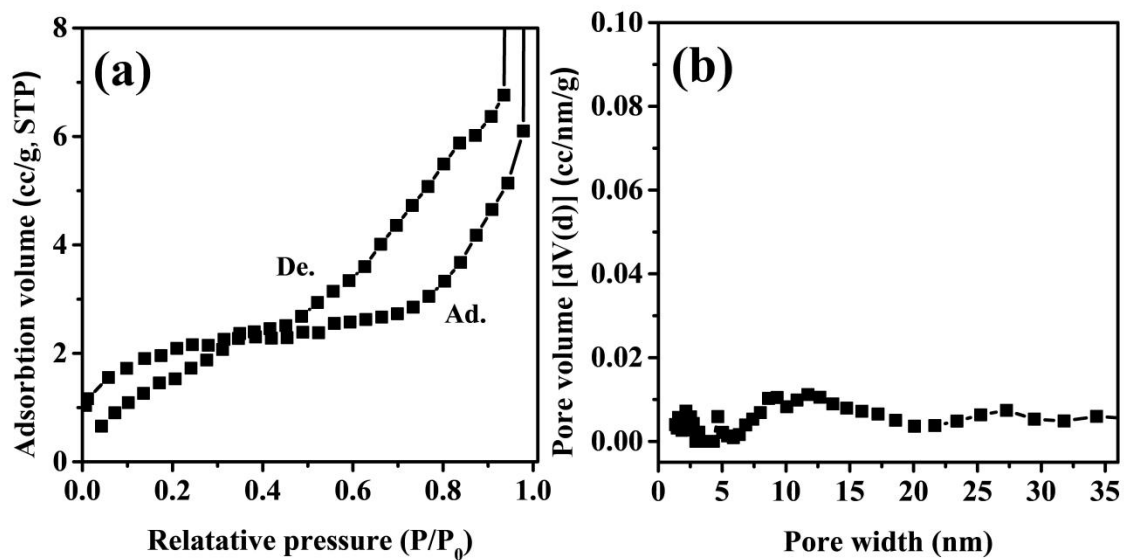 (a)
Adsorbtion volume (cc/g, STP)
8
6
4
2
0
De.
Ad.
0.0 0.2 0.4 0.6 0.8 1.0
Relatative pressure (P/P₀)
(b)
Pore volume [dV(d)] (cc/nm/g)
0.10
0.08
0.06
0.04
0.02
0.00
0 5 10 15 20 25 30 35
Pore width (nm)